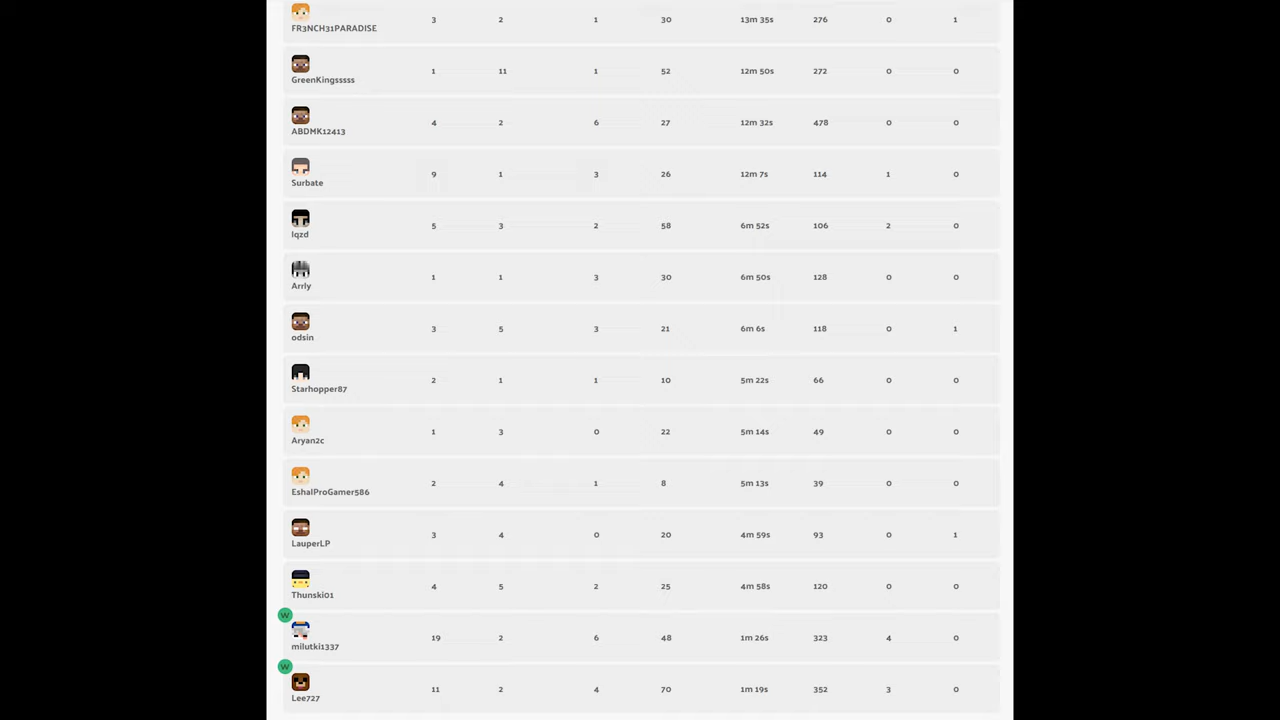 FR3NCH31PARADISE 3 2 1 30 13m 35s 276 0 1
GreenKingsssss 1 11 1 52 12m 50s 272 0 0
ABDMK12413 4 2 6 27 12m 32s 478 0 0
Surbate 9 1 3 26 12m 7s 114 1 0
lqzd 5 3 2 58 6m 52s 106 2 0
Arrly 1 1 3 30 6m 50s 128 0 0
odsin 3 5 3 21 6m 6s 118 0 1
Starhopper87 2 1 1 10 5m 22s 66 0 0
Aryan2c 1 3 0 22 5m 14s 49 0 0
EshalProGamer586 2 4 1 8 5m 13s 39 0 0
LauperLP 3 4 0 20 4m 59s 93 0 1
Thunski01 4 5 2 25 4m 58s 120 0 0
W
milutki1337 19 2 6 48 1m 26s 323 4 0
W
Lee727 11 2 4 70 1m 19s 352 3 0